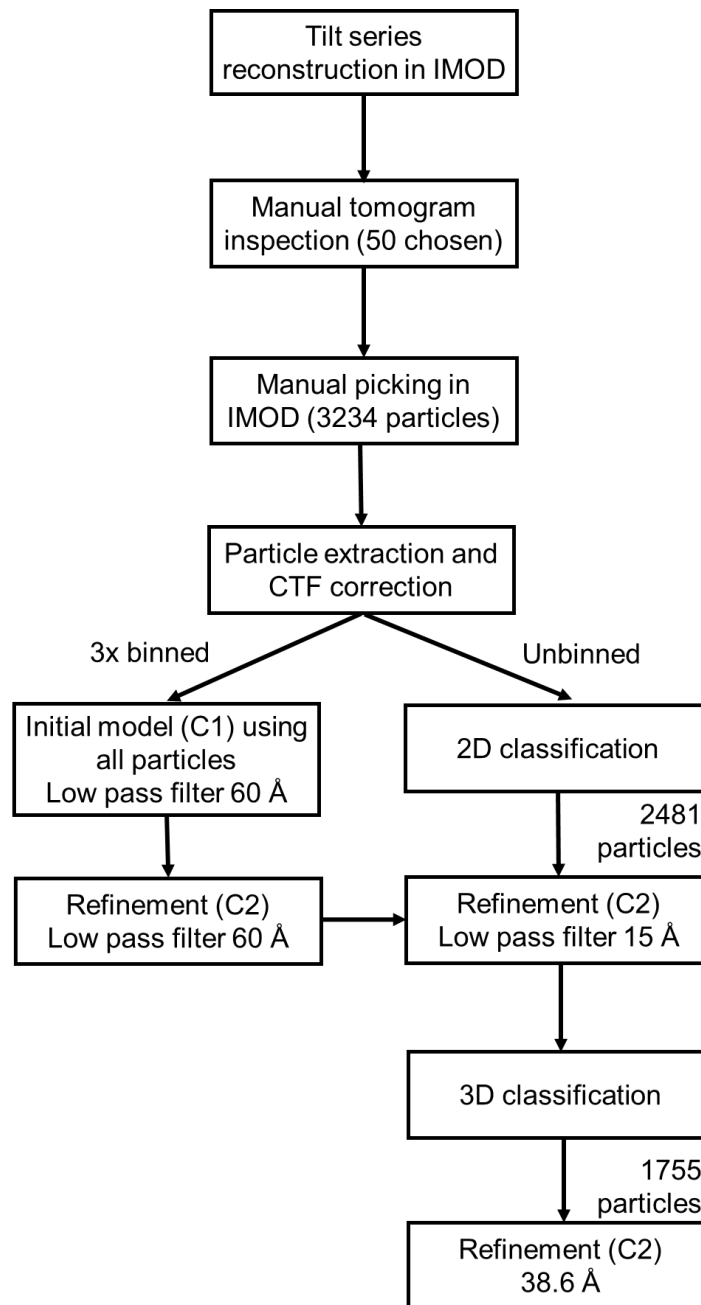 Tilt series
reconstruction in IMOD
Manual tomogram
inspection (50 chosen)
Manual picking in
IMOD (3234 particles)
Particle extraction and
CTF correction
3x binned
Unbinned
Initial model (C1) using
all particles
Low pass filter 60 Å
2D classification
2481
particles
Refinement (C2)
Low pass filter 60 Å
Refinement (C2)
Low pass filter 15 Å
3D classification
1755
particles
Refinement (C2)
38.6 Å